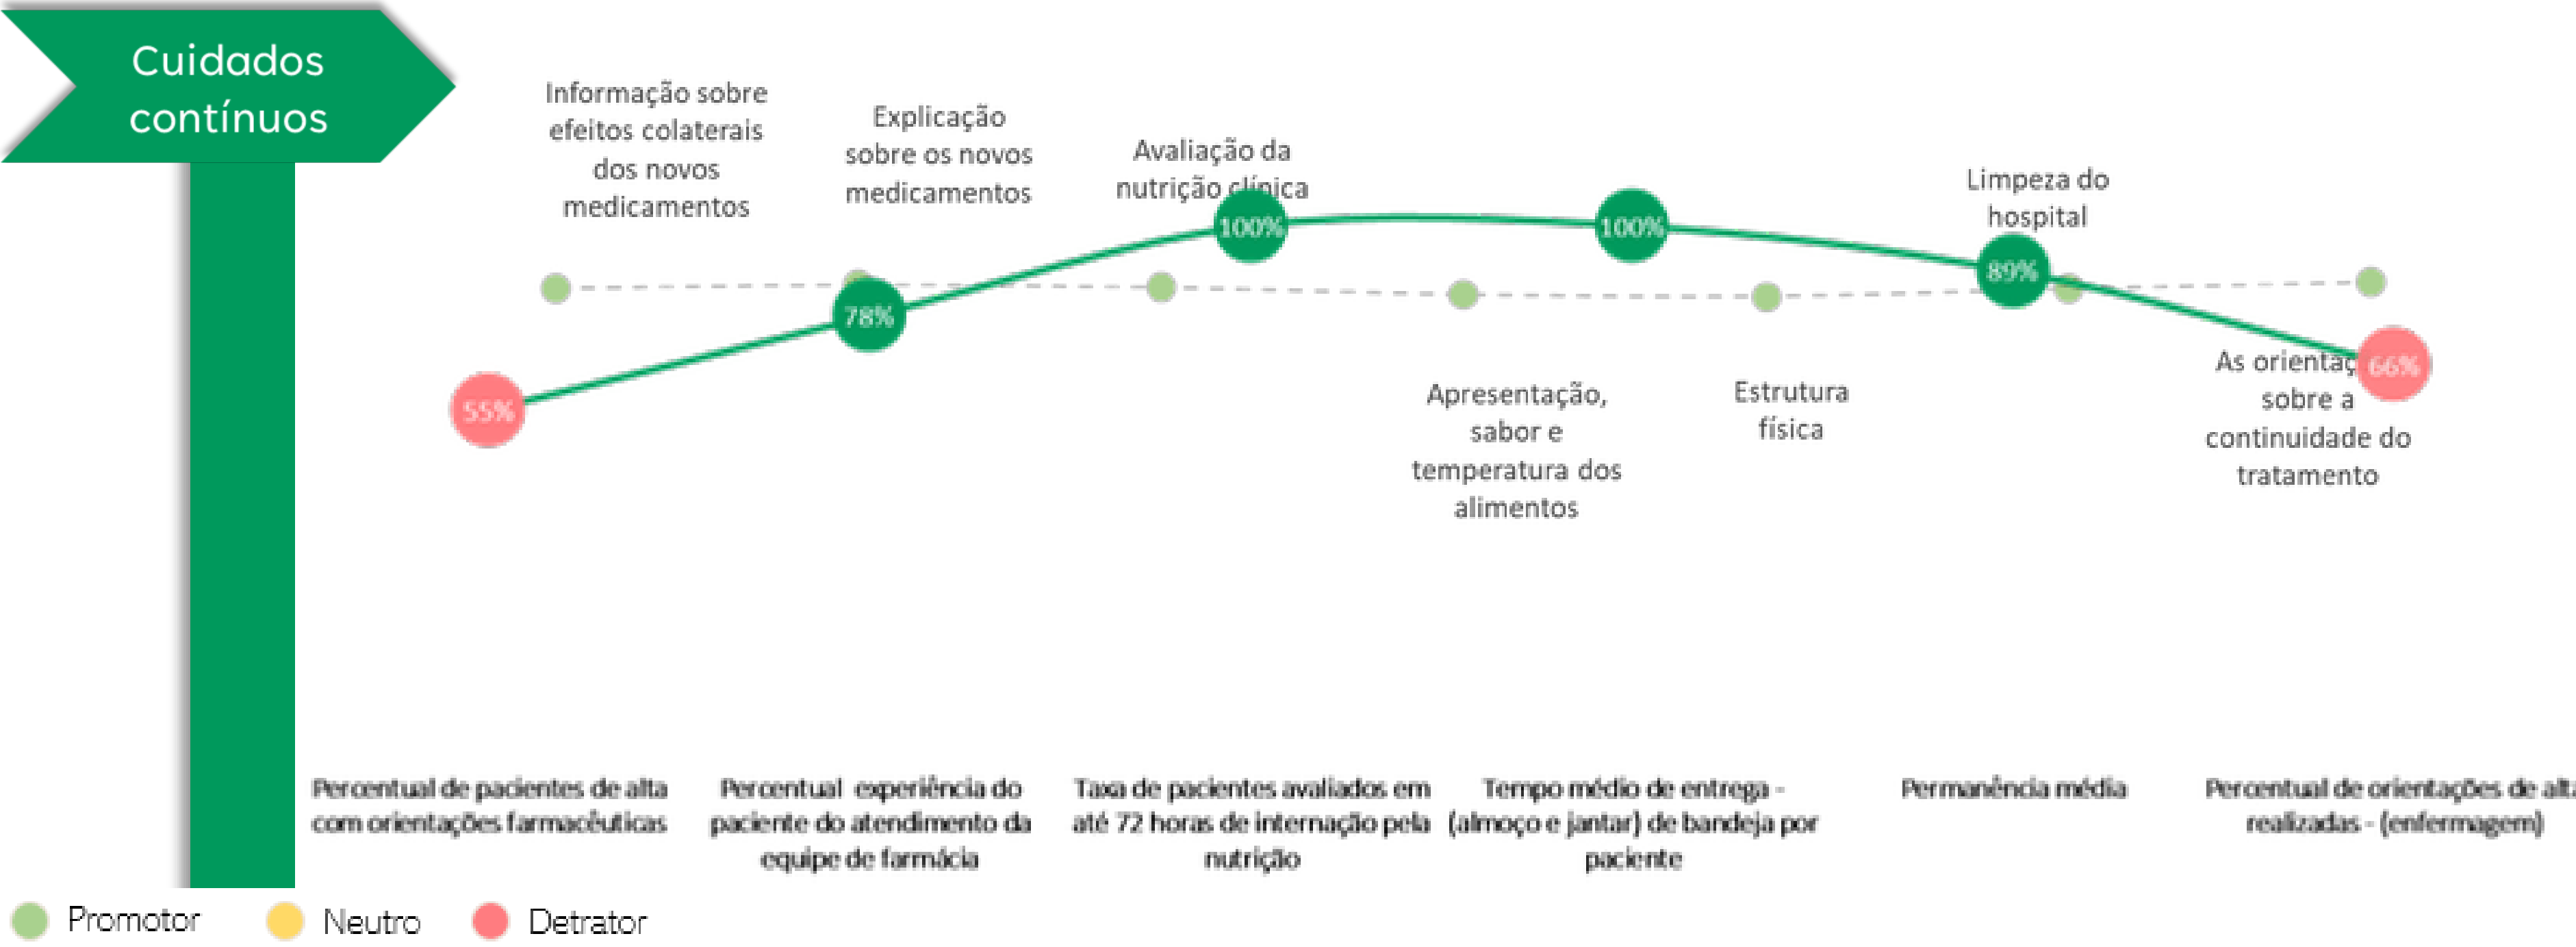 Cuidados
contínuos
Informação sobre
efeitos colaterais
dos novos
medicamentos
Explicação
sobre os novos
medicamentos
Avaliação da
nutrição clínica
Limpeza do
hospital
100%
100%
89%
78%
66%
55%
Apresentação,
sabor e
temperatura dos
alimentos
Estrutura
física
As orientaç
sobre a
continuidade do
tratamento
Percentual de pacientes de alta
com orientações farmacêuticas
Percentual experiência do
paciente do atendimento da
equipe de farmácia
Taxa de pacientes avaliados em
até 72 horas de internação pela
nutrição
Tempo médio de entrega -
(almoço e jantar) de bandeja por
paciente
Permanência média
Percentual de orientações de alta
realizadas - (enfermagem)
Promotor
Neutro
Detrator